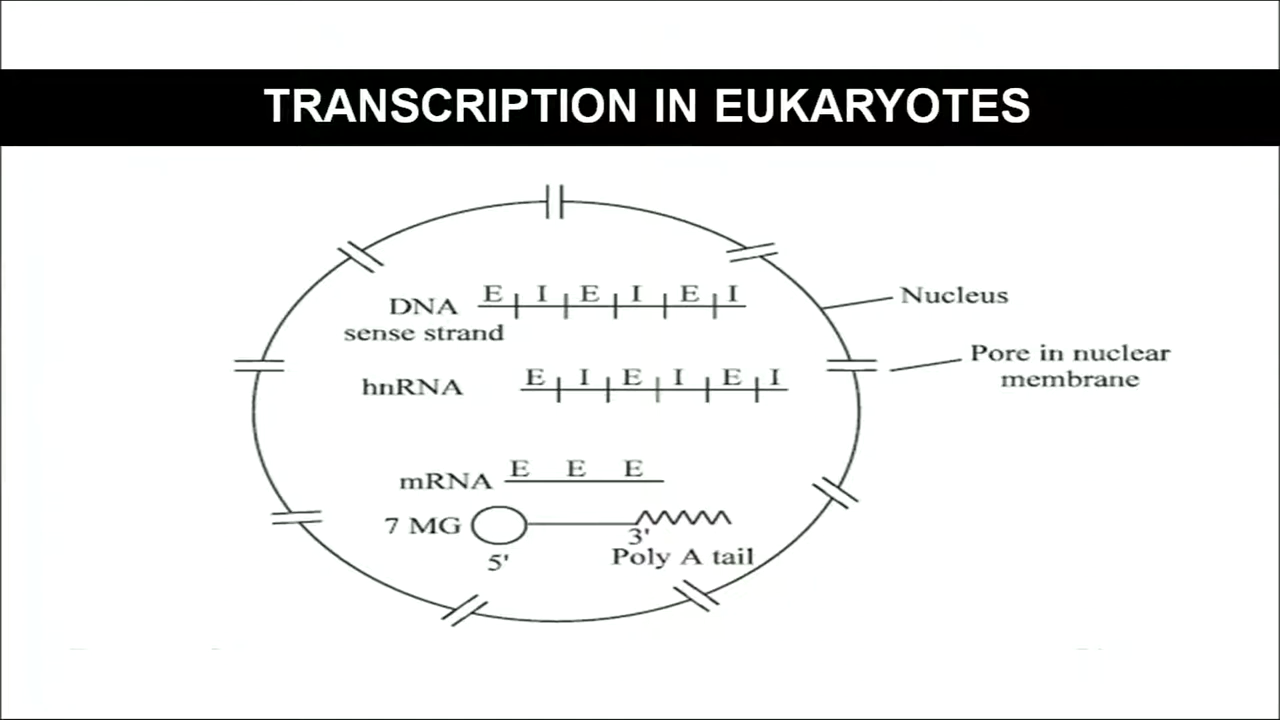 TRANSCRIPTION IN EUKARYOTES
E I E I E I
DNA
sense strand
Nucleus
Pore in nuclear
membrane
E I E I E I
hnRNA
E E E
mRNA
7 MG
3'
5'
Poly A tail